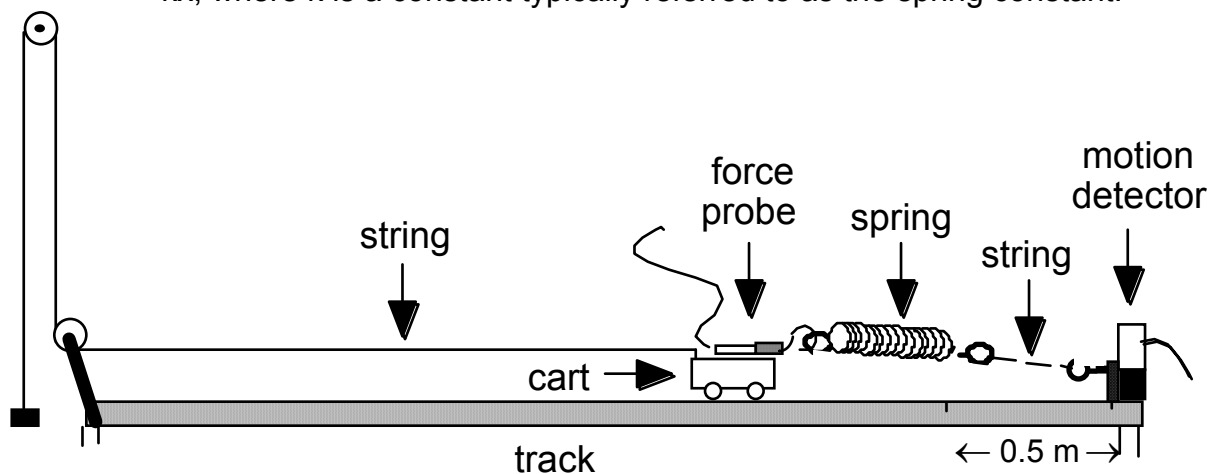 where k is a constant typically referred to as the spring constant.
motion
detector
force
probe
spring
string
string
cart
track
← 0.5 m →